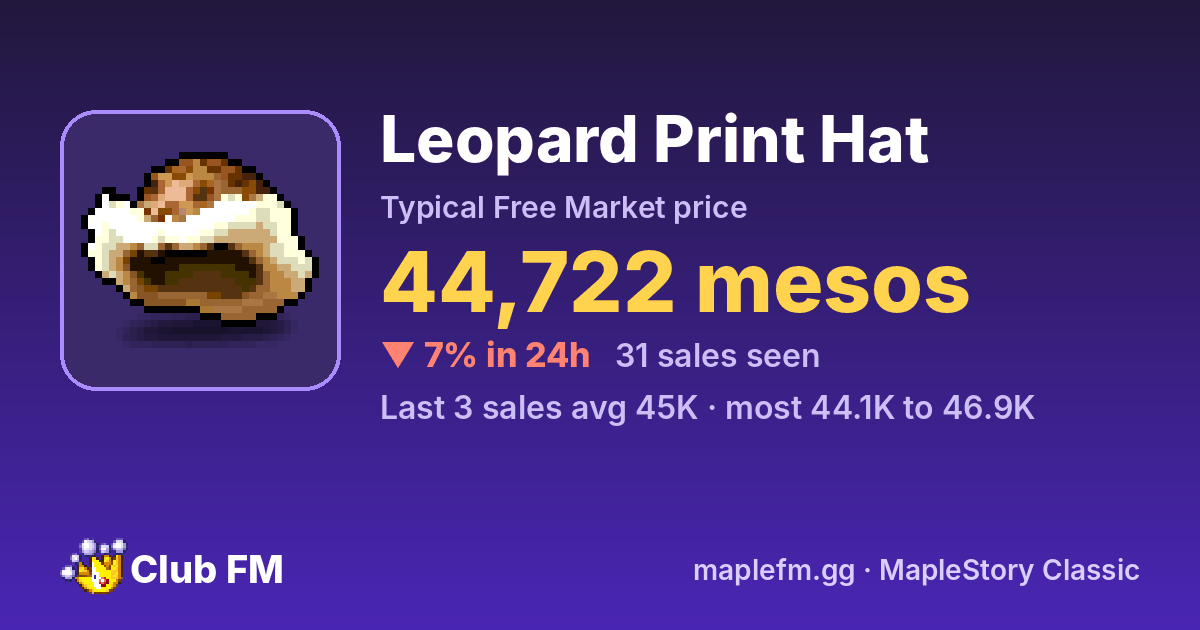 Leopard Print Hat
Typical Free Market price
44,722 mesos
▼ 7% in 24h 31 sales seen
Last 3 sales avg 45K · most 44.1K to 46.9K
Club FM
maplefm.gg · MapleStory Classic